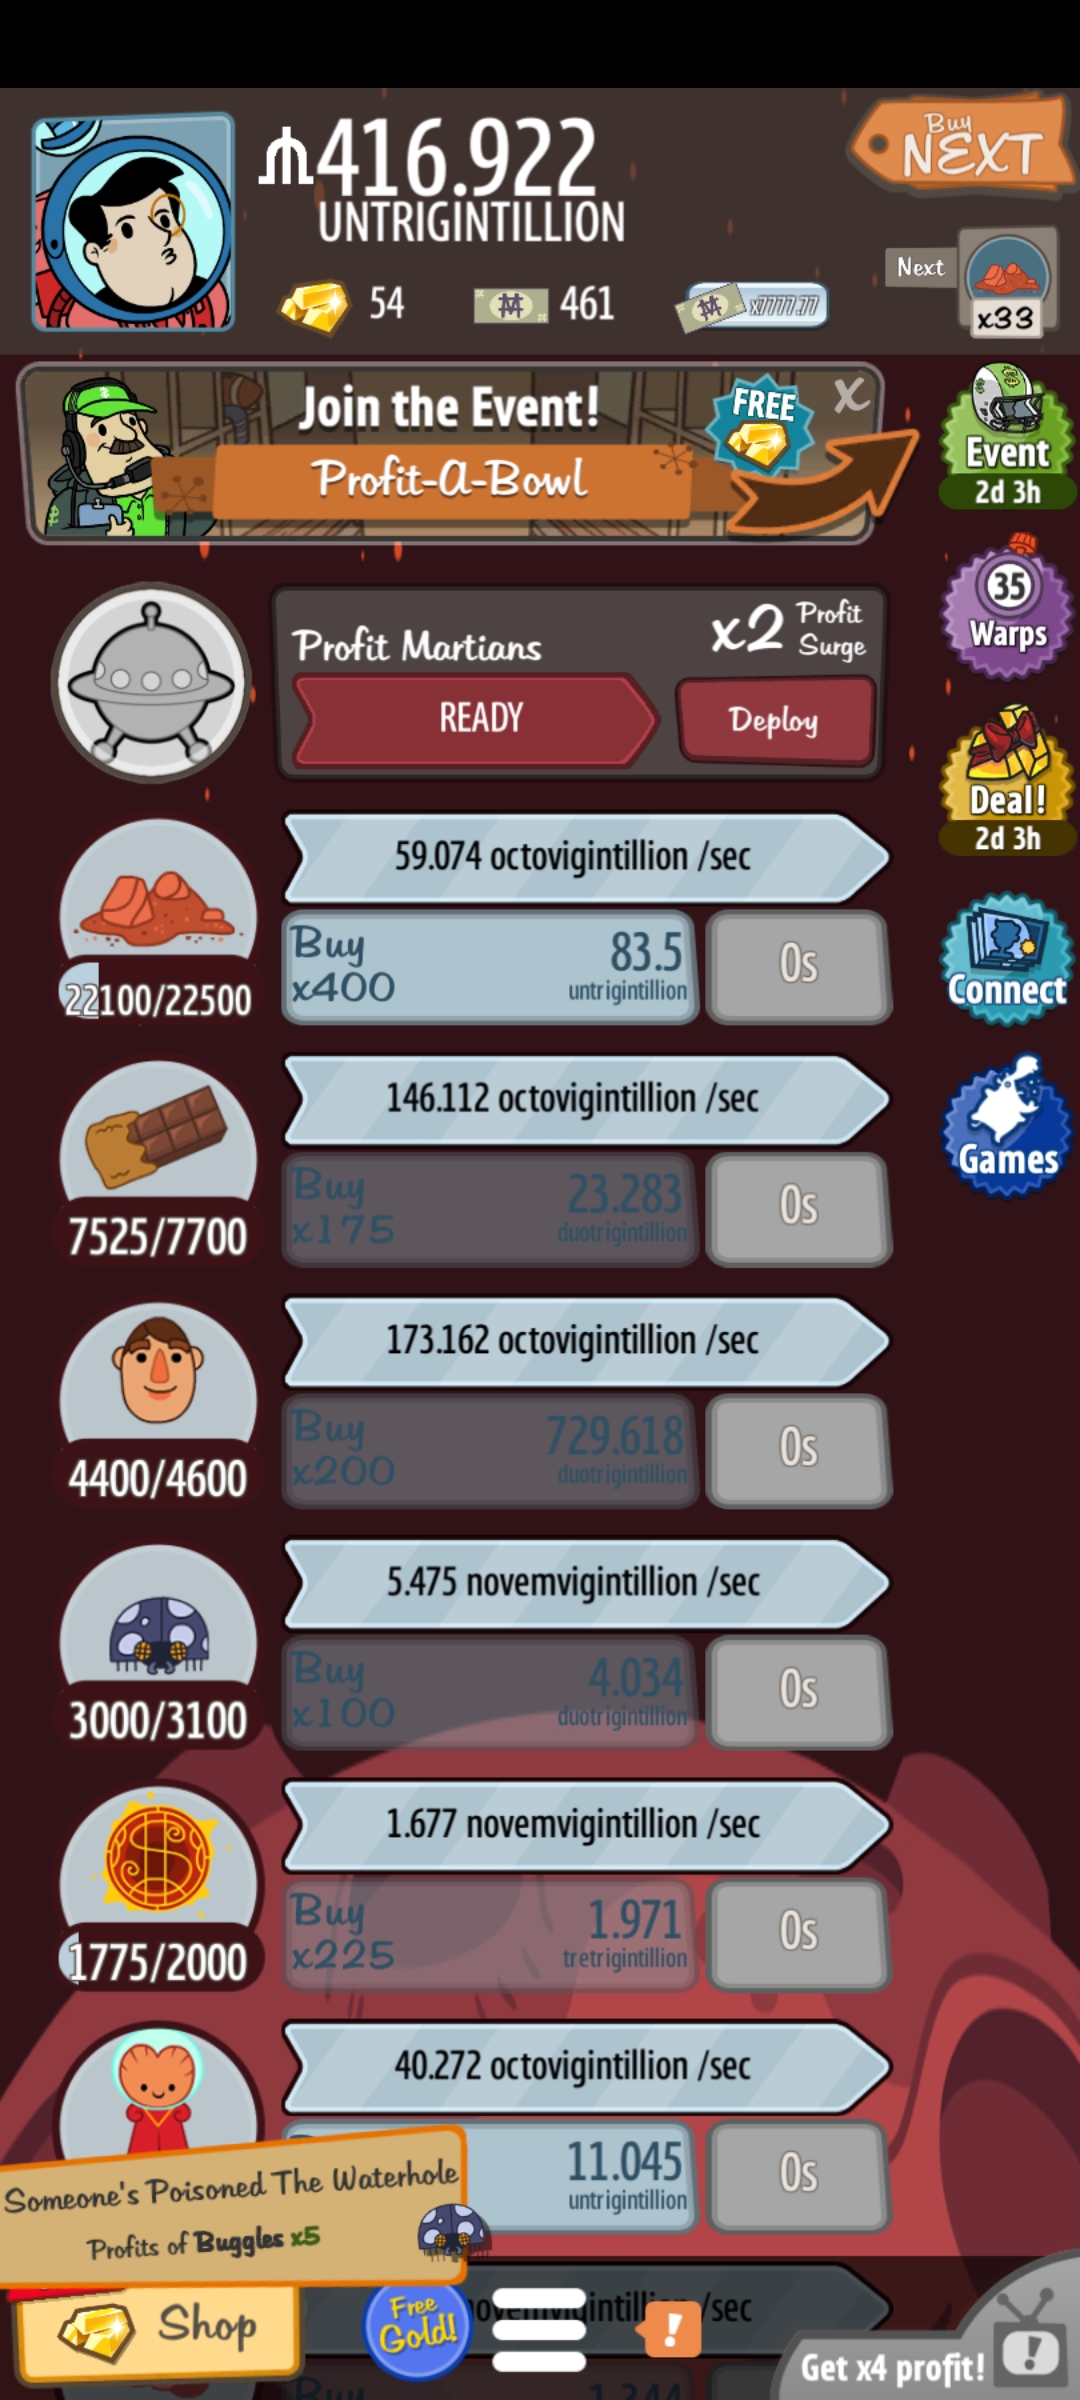 Buy
NEXT
416.922
UNTRIGINTILLION
54
461
x7777.77
Next
x33
Join the Event!
Profit-A-Bowl
FREE
X
Event
2d 3h
35
Warps
Profit Martians
x2 Profit Surge
READY
Deploy
Deal!
2d 3h
59.074 octovigintillion /sec
Buy
x400
83.5
untrigintillion
0s
22100/22500
Connect
146.112 octovigintillion /sec
Buy
x175
23.283
duotrigintillion
0s
7525/7700
Games
173.162 octovigintillion /sec
Buy
x200
729.618
duotrigintillion
0s
4400/4600
5.475 novemvigintillion /sec
Buy
x100
4.034
duotrigintillion
0s
3000/3100
1.677 novemvigintillion /sec
Buy
x225
1.971
tretrigintillion
0s
1775/2000
40.272 octovigintillion /sec
11.045
untrigintillion
0s
Someone's Poisoned The Waterhole
Profits of Buggles x5
Shop
Free
Gold!
/sec
!
Get x4 profit!
!
Buy
1.344